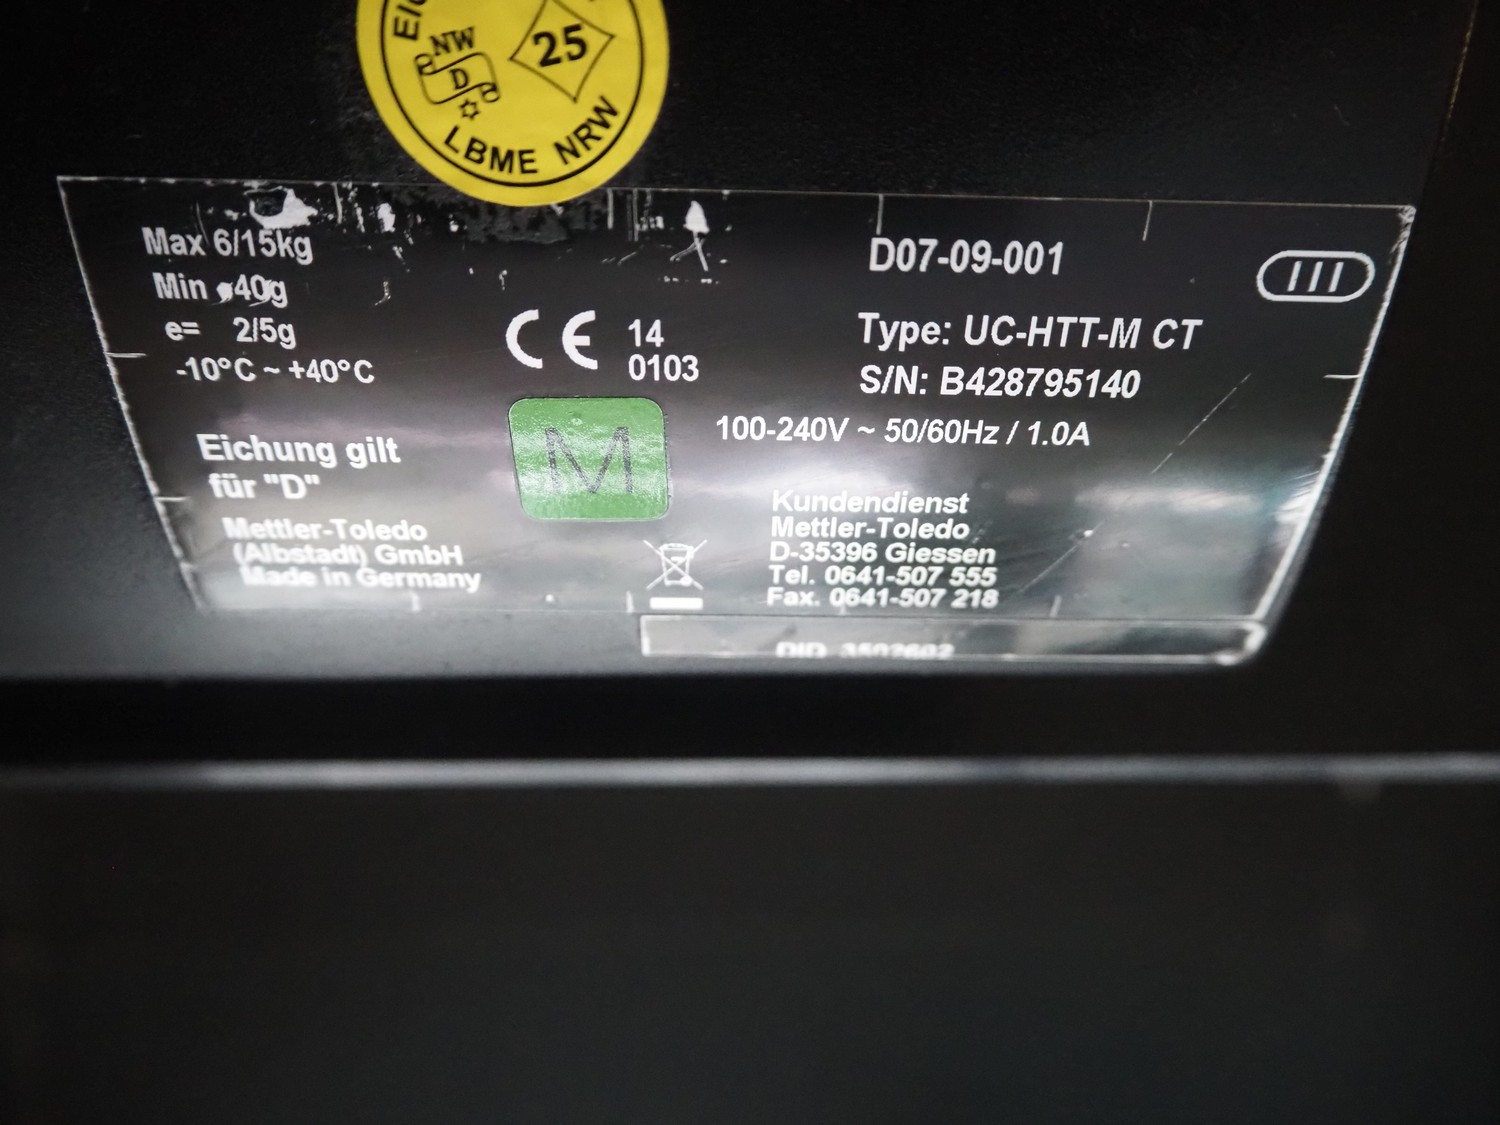 NW
D
25
LBME NRW
Max 6/15kg
Min 40g
e= 2/5g
-10°C ~ +40°C
Eichung gilt
für "D"
Mettler-Toledo
(Albstadt) GmbH
Made in Germany
CE 14
0103
M
D07-09-001
III
Type: UC-HTT-M CT
S/N: B428795140
100-240V ~ 50/60Hz / 1.0A
Kundendienst
Mettler-Toledo
D-35396 Giessen
Tel. 0641-507 555
Fax. 0641-507 218